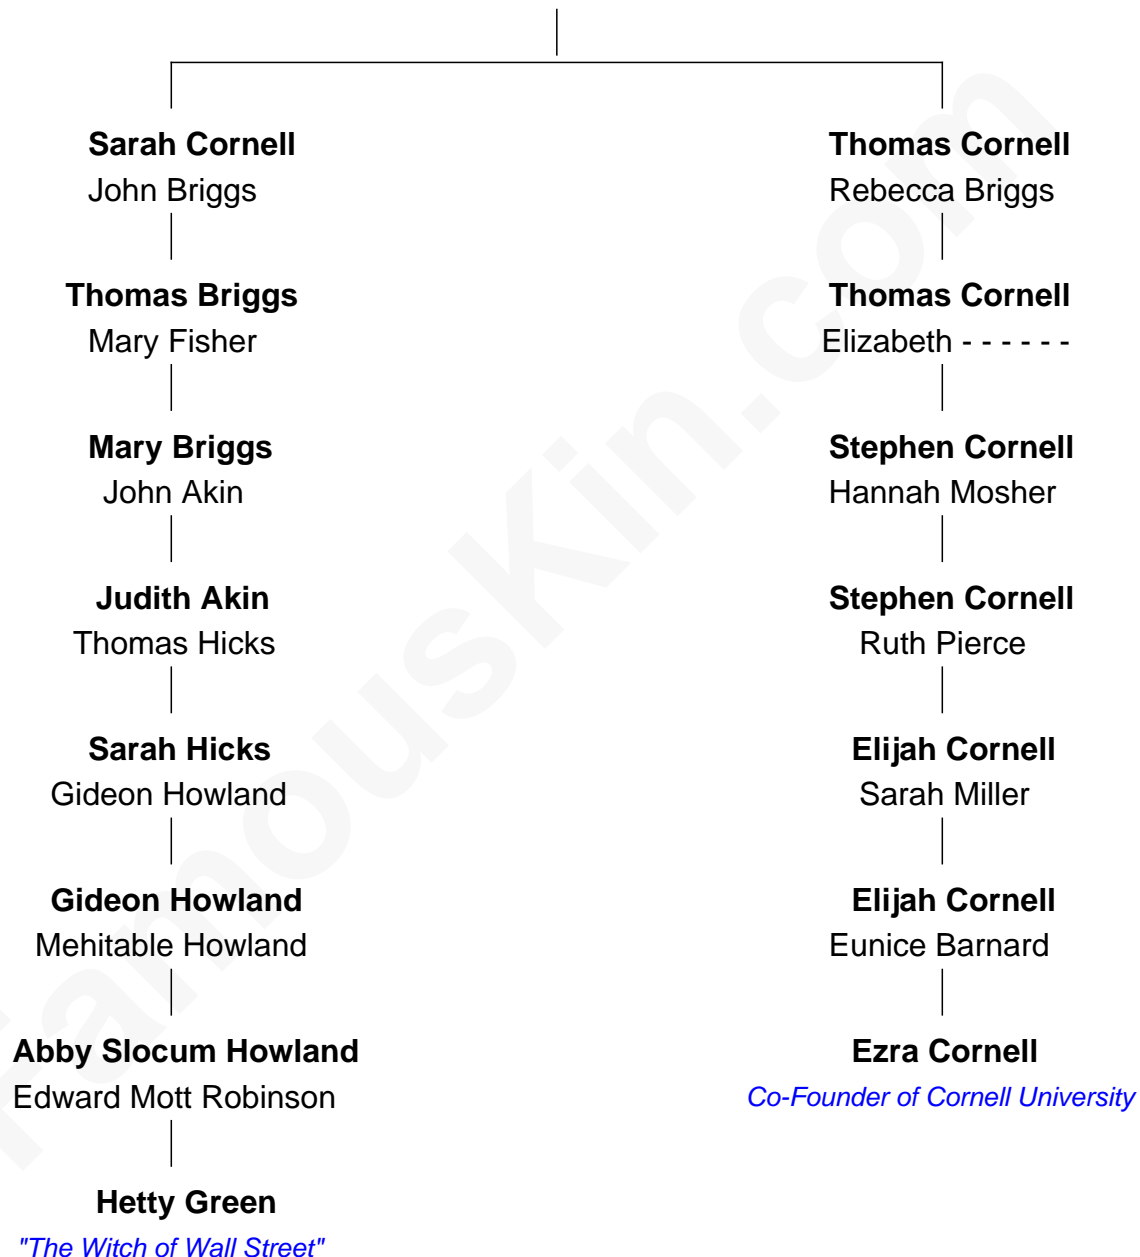 Sarah Cornell
John Briggs
Thomas Briggs
Mary Fisher
Mary Briggs
John Akin
Judith Akin
Thomas Hicks
Sarah Hicks
Gideon Howland
Gideon Howland
Mehitable Howland
Abby Slocum Howland
Edward Mott Robinson
Hetty Green
"The Witch of Wall Street"
Thomas Cornell
Rebecca Briggs
Thomas Cornell
Elizabeth - - - - - -
Stephen Cornell
Hannah Mosher
Stephen Cornell
Ruth Pierce
Elijah Cornell
Sarah Miller
Elijah Cornell
Eunice Barnard
Ezra Cornell
Co-Founder of Cornell University
FamousKin.com